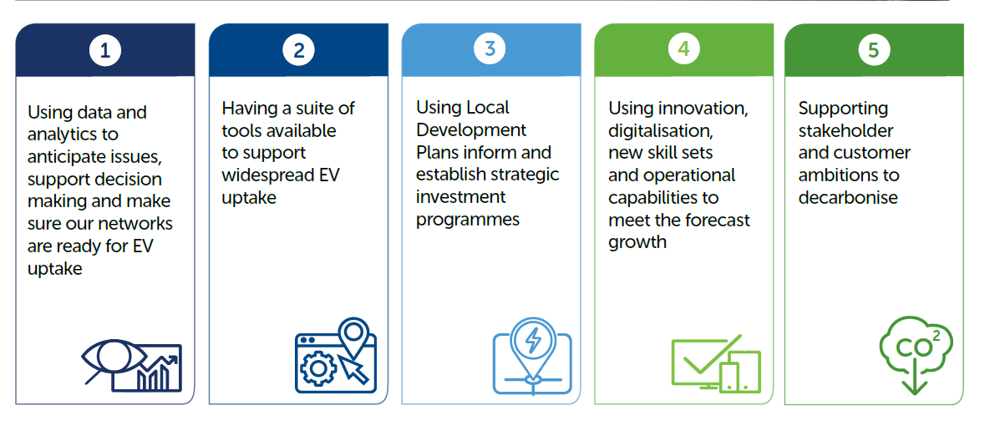 1
Using data and
analytics to
anticipate issues,
support decision
making and make
sure our networks
are ready for EV
uptake
2
Having a suite of
tools available
to support
widespread EV
uptake
3
Using Local
Development
Plans inform and
establish strategic
investment
programmes
4
Using innovation,
digitalisation,
new skill sets
and operational
capabilities to
meet the forecast
growth
5
Supporting
stakeholder
and customer
ambitions to
decarbonise
CO²